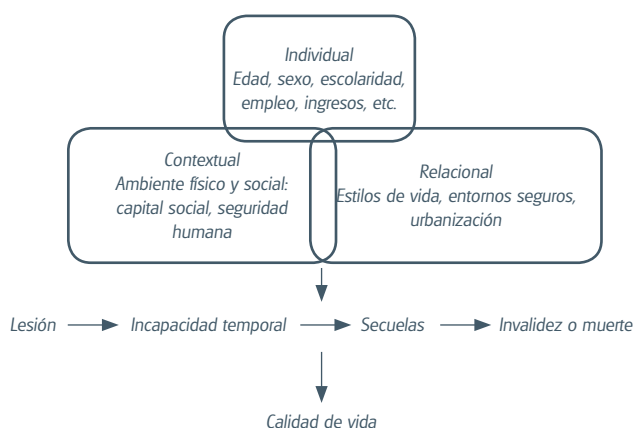 Individual
Edad, sexo, escolaridad,
empleo, ingresos, etc.
Contextual
Ambiente físico y social:
capital social, seguridad
humana
Relacional
Estilos de vida, entornos seguros,
urbanización
Lesión Incapacidad temporal Secuelas Invalidez o muerte
Calidad de vida